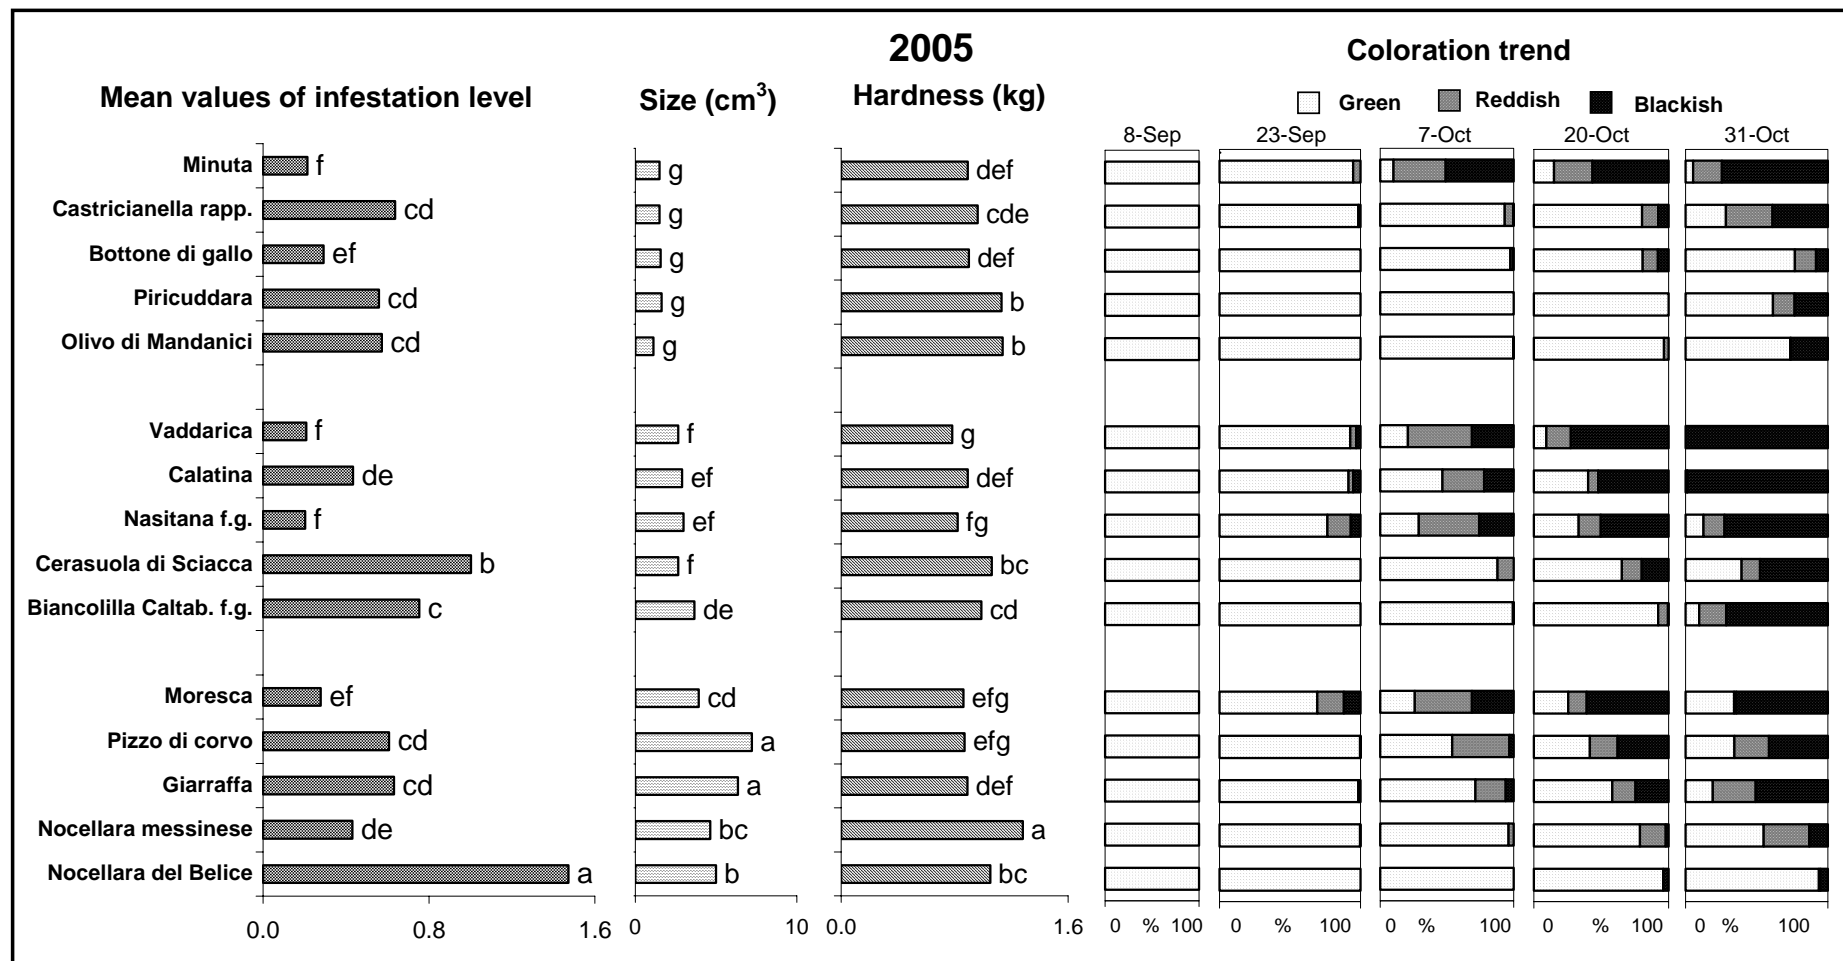 2005
Coloration trend
Mean values of infestation level
Size (cm³)
Hardness (kg)
Green Reddish Blackish
8-Sep 23-Sep 7-Oct 20-Oct 31-Oct
Minuta f g def
Castricianella rapp. cd g cde
Bottone di gallo ef g def
Piricuddara cd g b
Olivo di Mandanici cd g b
Vaddarica f f g
Calatina de ef def
Nasitana f.g. f ef fg
Cerasuola di Sciacca b f bc
Biancolilla Caltab. f.g. c de cd
Moresca ef cd efg
Pizzo di corvo cd a efg
Giarraffa cd a def
Nocellara messinese de bc a
Nocellara del Belice a b bc
0.0 0.8 1.6 0 10 0.0 1.6 0 % 100 0 % 100 0 % 100 0 % 100 0 % 100